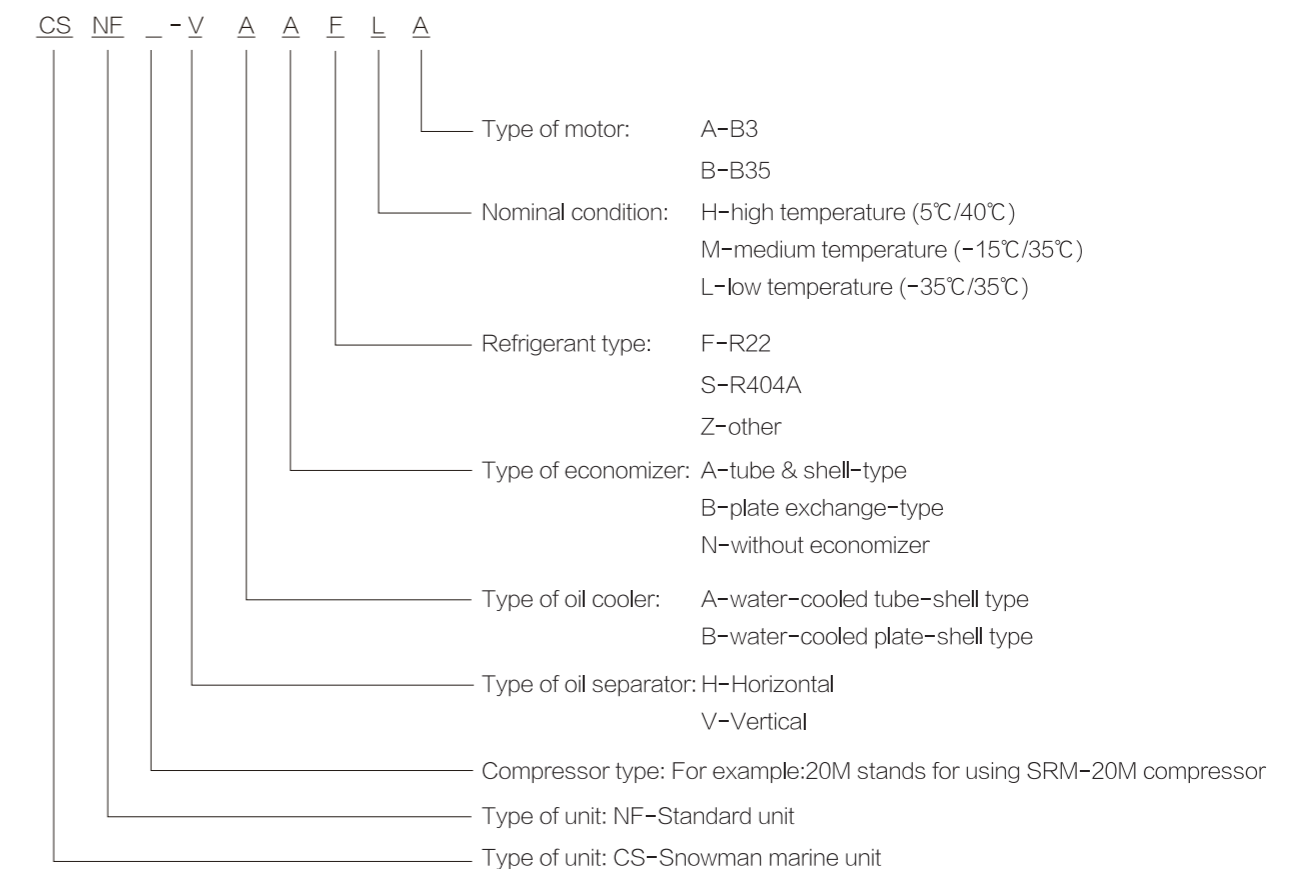 CS NF _ - V A A F L A
Type of motor: A-B3
B-B35
Nominal condition: H-high temperature (5℃/40℃)
M-medium temperature (-15℃/35℃)
L-low temperature (-35℃/35℃)
Refrigerant type: F-R22
S-R404A
Z-other
Type of economizer: A-tube & shell-type
B-plate exchange-type
N-without economizer
Type of oil cooler: A-water-cooled tube-shell type
B-water-cooled plate-shell type
Type of oil separator: H-Horizontal
V-Vertical
Compressor type: For example:20M stands for using SRM-20M compressor
Type of unit: NF-Standard unit
Type of unit: CS-Snowman marine unit